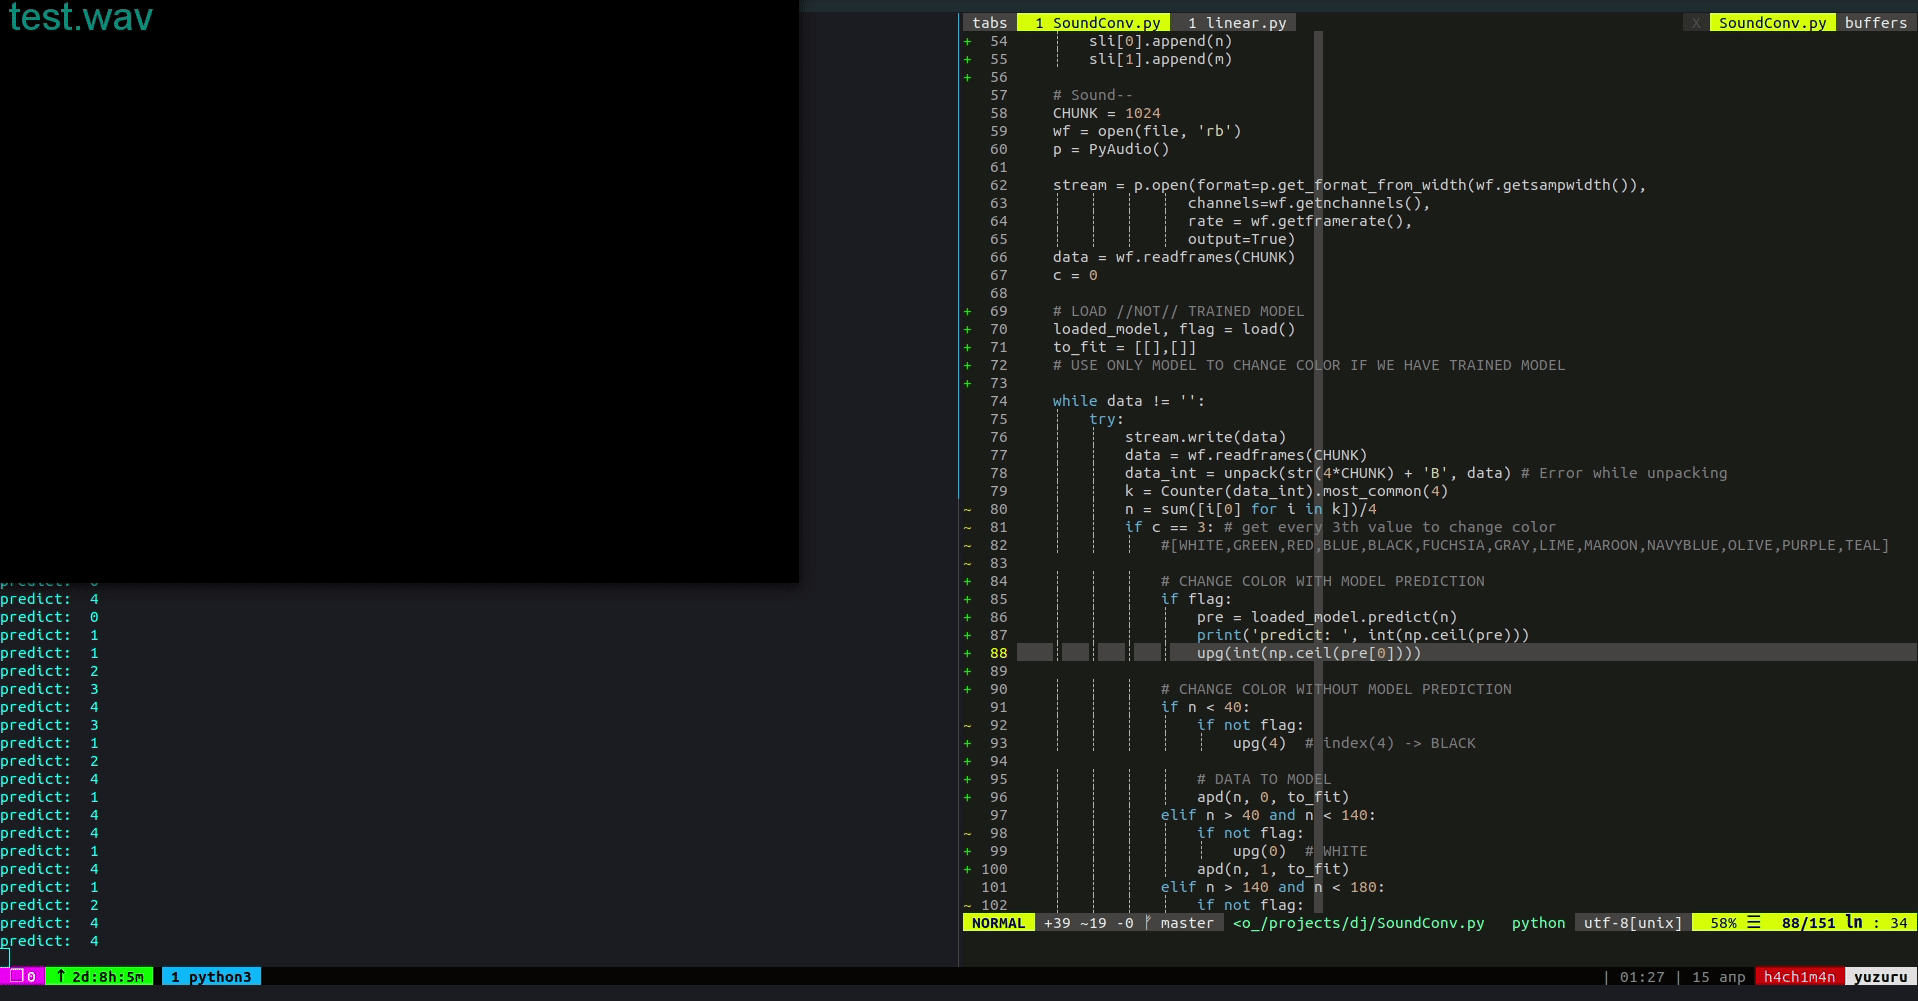 test.wav
predict:  4
predict:  0
predict:  1
predict:  1
predict:  2
predict:  3
predict:  4
predict:  3
predict:  1
predict:  2
predict:  4
predict:  1
predict:  4
predict:  4
predict:  1
predict:  4
predict:  1
predict:  2
predict:  4
predict:  4
tabs  1 SoundConv.py  1 linear.py  X  SoundConv.py  buffers
+ 54 sli[0].append(n)
+ 55 sli[1].append(m)
+ 56
57 # Sound--
58 CHUNK = 1024
59 wf = open(file, 'rb')
60 p = PyAudio()
61
62 stream = p.open(format=p.get_format_from_width(wf.getsampwidth()),
63 channels=wf.getnchannels(),
64 rate = wf.getframerate(),
65 output=True)
66 data = wf.readframes(CHUNK)
67 c = 0
68
+ 69 # LOAD //NOT// TRAINED MODEL
+ 70 loaded_model, flag = load()
+ 71 to_fit = [[],[]]
+ 72 # USE ONLY MODEL TO CHANGE COLOR IF WE HAVE TRAINED MODEL
+ 73
74 while data != '':
75 try:
76 stream.write(data)
77 data = wf.readframes(CHUNK)
78 data_int = unpack(str(4*CHUNK) + 'B', data) # Error while unpacking
79 k = Counter(data_int).most_common(4)
~ 80 n = sum([i[0] for i in k])/4
~ 81 if c == 3: # get every 3th value to change color
~ 82 #[WHITE,GREEN,RED,BLUE,BLACK,FUCHSIA,GRAY,LIME,MAROON,NAVYBLUE,OLIVE,PURPLE,TEAL]
~ 83
+ 84 # CHANGE COLOR WITH MODEL PREDICTION
+ 85 if flag:
+ 86 pre = loaded_model.predict(n)
+ 87 print('predict: ', int(np.ceil(pre)))
+ 88 upg(int(np.ceil(pre[0])))
+ 89
+ 90 # CHANGE COLOR WITHOUT MODEL PREDICTION
91 if n < 40:
~ 92 if not flag:
+ 93 upg(4)  # index(4) -> BLACK
+ 94
+ 95 # DATA TO MODEL
+ 96 apd(n, 0, to_fit)
97 elif n > 40 and n < 140:
~ 98 if not flag:
+ 99 upg(0)  # WHITE
+ 100 apd(n, 1, to_fit)
101 elif n > 140 and n < 180:
~ 102 if not flag:
NORMAL  +39 ~19 -0  master  <o_/projects/dj/SoundConv.py  python  utf-8[unix]  58% ☰  88/151 ln : 34
0  ↑ 2d:8h:5m  1 python3  | 01:27 | 15 апр  h4ch1m4n  yuzuru